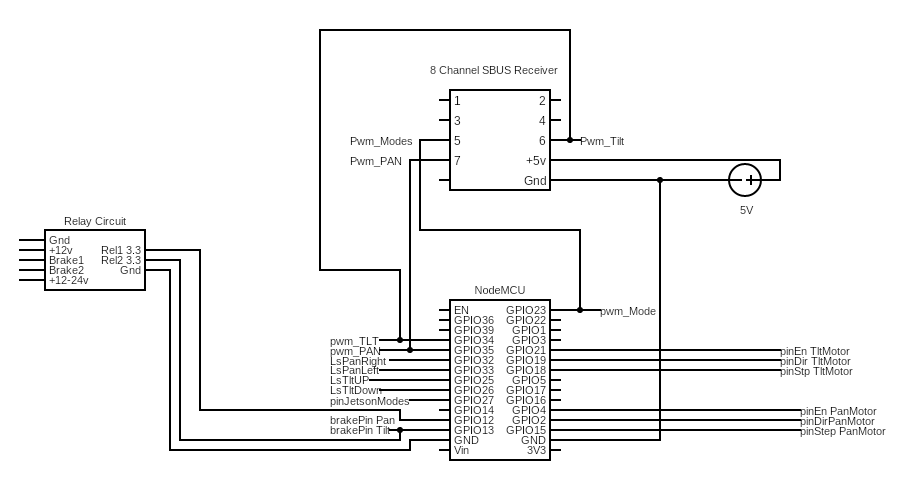 8 Channel SBUS Receiver
1 2
3 4
Pwm_Modes 5 6 Pwm_Tilt
Pwm_PAN 7 +5v
Gnd
5V
Relay Circuit
Gnd
+12v Rel1 3.3
Brake1 Rel2 3.3
Brake2 Gnd
+12-24v
NodeMCU
EN GPIO23 pwm_Mode
GPIO36 GPIO22
GPIO39 GPIO1
pwm_TLT GPIO34 GPIO3
pwm_PAN GPIO35 GPIO21 pinEn TltMotor
LsPanRight GPIO32 GPIO19 pinDir TltMotor
LsPanLeft GPIO33 GPIO18 pinStp TltMotor
LsTltUP GPIO25 GPIO5
LsTltDown GPIO26 GPIO17
pinJetsonModes GPIO27 GPIO16
GPIO14 GPIO4 pinEn PanMotor
brakePin Pan GPIO12 GPIO2 pinDirPanMotor
brakePin Tilt GPIO13 GPIO15 pinStep PanMotor
GND GND
Vin 3V3